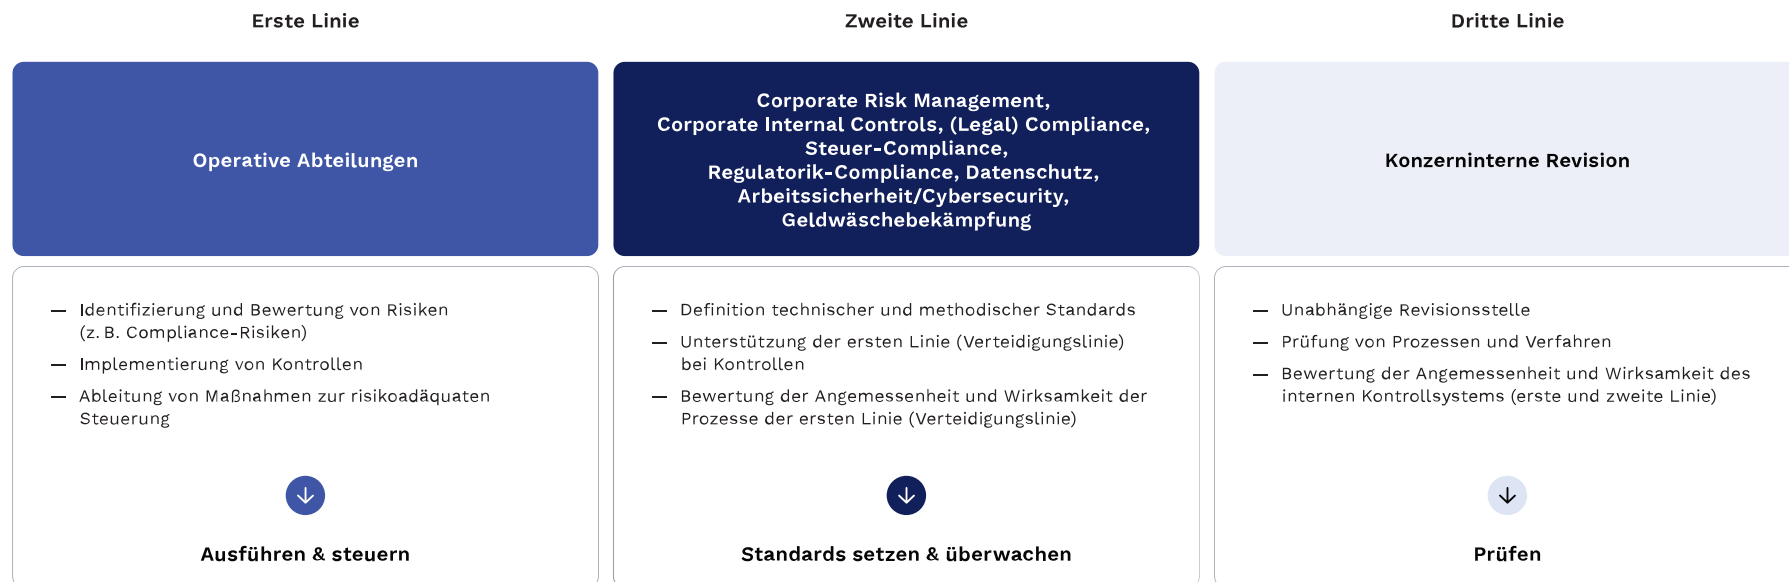 Erste Linie
Operative Abteilungen
— Identifizierung und Bewertung von Risiken
(z. B. Compliance-Risiken)
— Implementierung von Kontrollen
— Ableitung von Maßnahmen zur risikoadäquaten
Steuerung
Ausführen & steuern
Zweite Linie
Corporate Risk Management,
Corporate Internal Controls, (Legal) Compliance,
Steuer-Compliance,
Regulatorik-Compliance, Datenschutz,
Arbeitssicherheit/Cybersecurity,
Geldwäschebekämpfung
— Definition technischer und methodischer Standards
— Unterstützung der ersten Linie (Verteidigungslinie)
bei Kontrollen
— Bewertung der Angemessenheit und Wirksamkeit der
Prozesse der ersten Linie (Verteidigungslinie)
Standards setzen & überwachen
Dritte Linie
Konzerninterne Revision
— Unabhängige Revisionsstelle
— Prüfung von Prozessen und Verfahren
— Bewertung der Angemessenheit und Wirksamkeit des
internen Kontrollsystems (erste und zweite Linie)
Prüfen